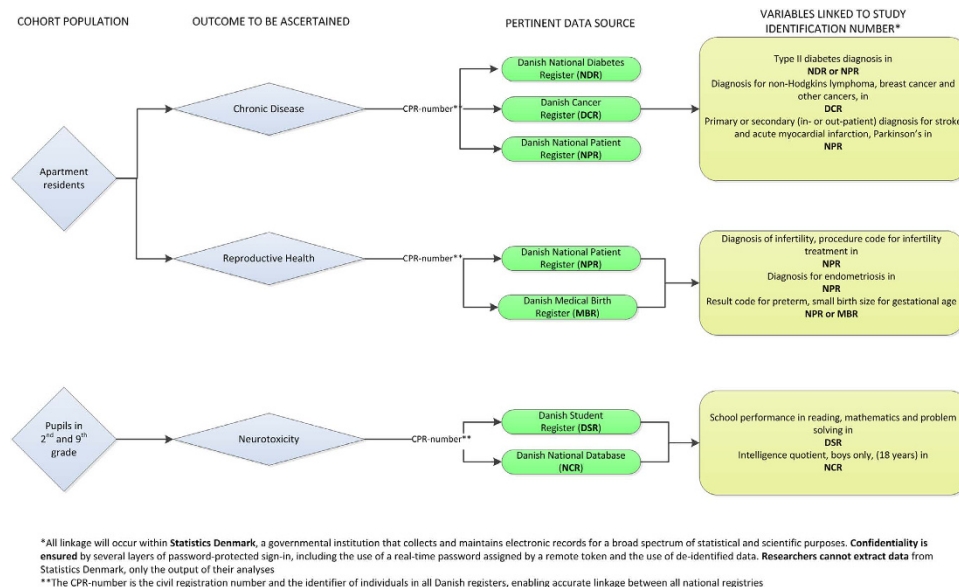 COHORT POPULATION
OUTCOME TO BE ASCERTAINED
PERTINENT DATA SOURCE
VARIABLES LINKED TO STUDY
IDENTIFICATION NUMBER*
Apartment
residents
Chronic Disease
CPR-number**
Danish National Diabetes
Register (NDR)
Danish Cancer
Register (DCR)
Danish National Patient
Register (NPR)
Type II diabetes diagnosis in
NDR or NPR
Diagnosis for non-Hodgkins lymphoma, breast cancer and
other cancers, in
DCR
Primary or secondary (in- or out-patient) diagnosis for stroke
and acute myocardial infarction, Parkinson's in
NPR
Reproductive Health
CPR-number**
Danish National Patient
Register (NPR)
Danish Medical Birth
Register (MBR)
Diagnosis of infertility, procedure code for infertility
treatment in
NPR
Diagnosis for endometriosis in
NPR
Result code for preterm, small birth size for gestational age
NPR or MBR
Pupils in
2nd and 9th
grade
Neurotoxicity
CPR-number**
Danish Student
Register (DSR)
Danish National Database
(NCR)
School performance in reading, mathematics and problem
solving in
DSR
Intelligence quotient, boys only, (18 years) in
NCR
*All linkage will occur within Statistics Denmark, a governmental institution that collects and maintains electronic records for a broad spectrum of statistical and scientific purposes. Confidentiality is
ensured by several layers of password-protected sign-in, including the use of a real-time password assigned by a remote token and the use of de-identified data. Researchers cannot extract data from
Statistics Denmark, only the output of their analyses
**The CPR-number is the civil registration number and the identifier of individuals in all Danish registers, enabling accurate linkage between all national registries